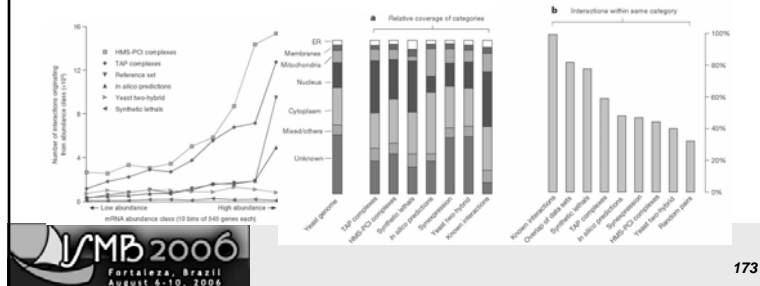 16
12
8
4
0
Number of interactions originating
from abundance class (×10³)
HMS-PCI complexes
TAP complexes
Reference set
In silico predictions
Yeast two-hybrid
Synthetic lethals
Low abundance
High abundance
mRNA abundance class (10 bins of 540 genes each)
a Relative coverage of categories
ER
Membranes
Mitochondria
Nucleus
Cytoplasm
Mixed/others
Unknown
Yeast genome
TAP complexes
HMS-PCI complexes
Synthetic lethals
In silico predictions
Synexpression
Yeast two-hybrid
Known interactions
b Interactions within same category
100%
80%
60%
40%
20%
0%
Known interactions
Overlap of data sets
Synthetic lethals
TAP complexes
In silico predictions
Synexpression
HMS-PCI complexes
Yeast two-hybrid
Random pairs
ISMB 2006
Fortaleza, Brazil
August 6-10, 2006
173